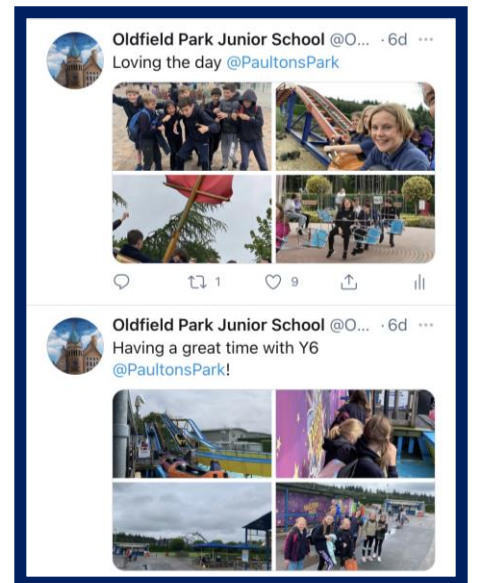 Oldfield Park Junior School @O... · 6d ...
Loving the day @PaultonsPark
1
9
Oldfield Park Junior School @O... · 6d ...
Having a great time with Y6
@PaultonsPark!